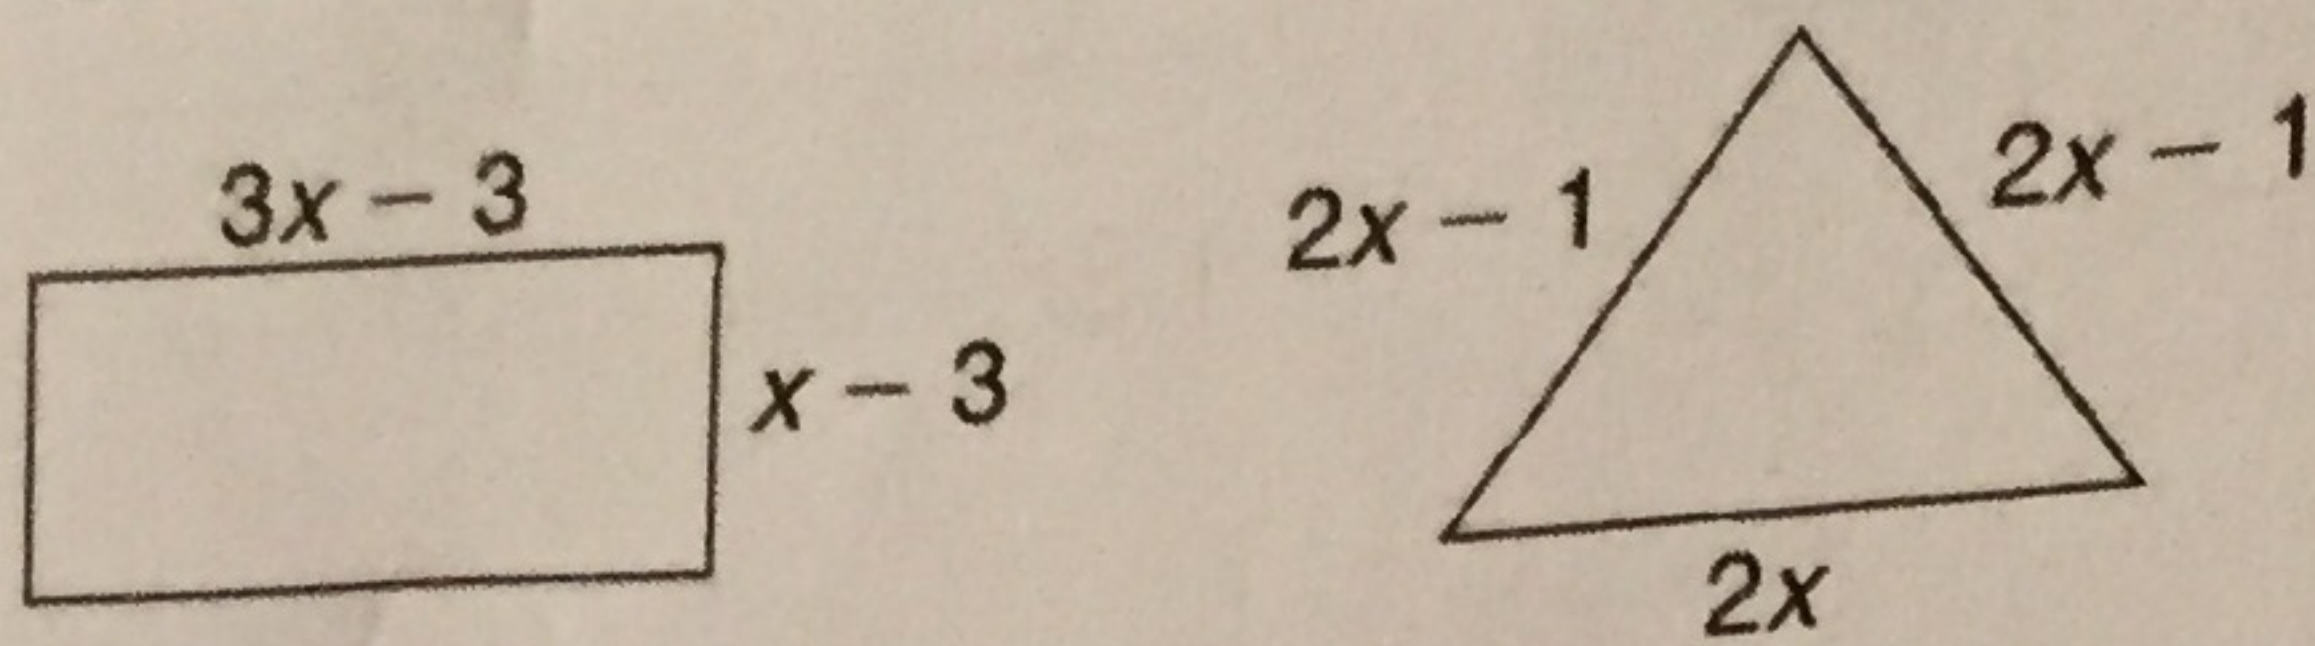 3x – 3
x – 3
2x – 1
2x – 1
2x